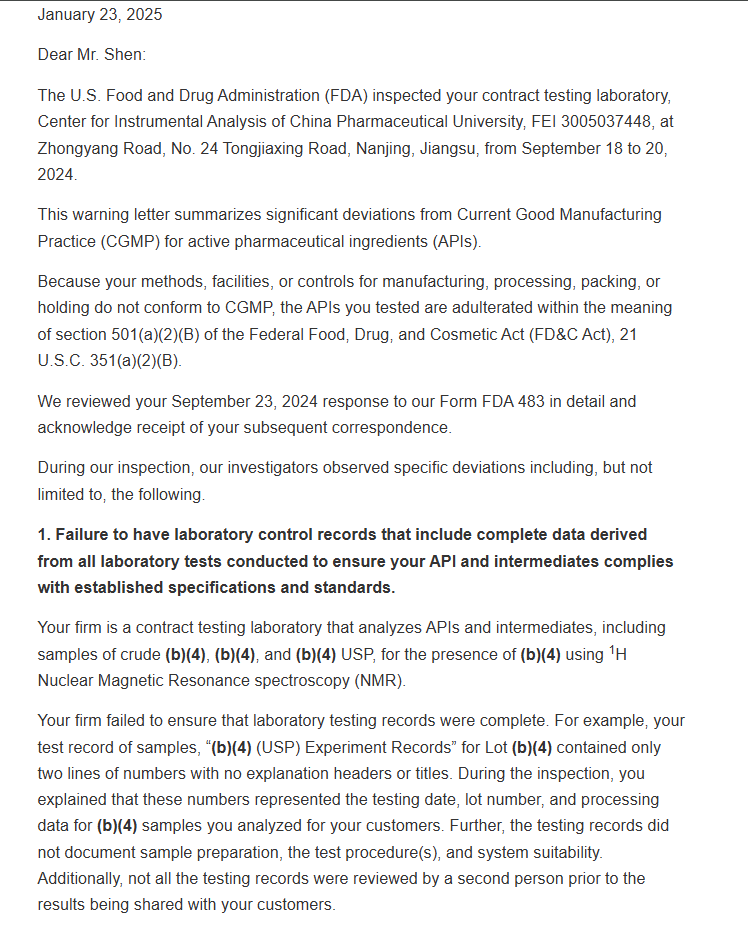 January 23, 2025
Dear Mr. Shen:
The U.S. Food and Drug Administration (FDA) inspected your contract testing laboratory,
Center for Instrumental Analysis of China Pharmaceutical University, FEI 3005037448, at
Zhongyang Road, No. 24 Tongjiaxing Road, Nanjing, Jiangsu, from September 18 to 20,
2024.
This warning letter summarizes significant deviations from Current Good Manufacturing
Practice (CGMP) for active pharmaceutical ingredients (APIs).
Because your methods, facilities, or controls for manufacturing, processing, packing, or
holding do not conform to CGMP, the APIs you tested are adulterated within the meaning
of section 501(a)(2)(B) of the Federal Food, Drug, and Cosmetic Act (FD&C Act), 21
U.S.C. 351(a)(2)(B).
We reviewed your September 23, 2024 response to our Form FDA 483 in detail and
acknowledge receipt of your subsequent correspondence.
During our inspection, our investigators observed specific deviations including, but not
limited to, the following.
1. Failure to have laboratory control records that include complete data derived
from all laboratory tests conducted to ensure your API and intermediates complies
with established specifications and standards.
Your firm is a contract testing laboratory that analyzes APIs and intermediates, including
samples of crude (b)(4), (b)(4), and (b)(4) USP, for the presence of (b)(4) using ¹H
Nuclear Magnetic Resonance spectroscopy (NMR).
Your firm failed to ensure that laboratory testing records were complete. For example, your
test record of samples, “(b)(4) (USP) Experiment Records” for Lot (b)(4) contained only
two lines of numbers with no explanation headers or titles. During the inspection, you
explained that these numbers represented the testing date, lot number, and processing
data for (b)(4) samples you analyzed for your customers. Further, the testing records did
not document sample preparation, the test procedure(s), and system suitability.
Additionally, not all the testing records were reviewed by a second person prior to the
results being shared with your customers.